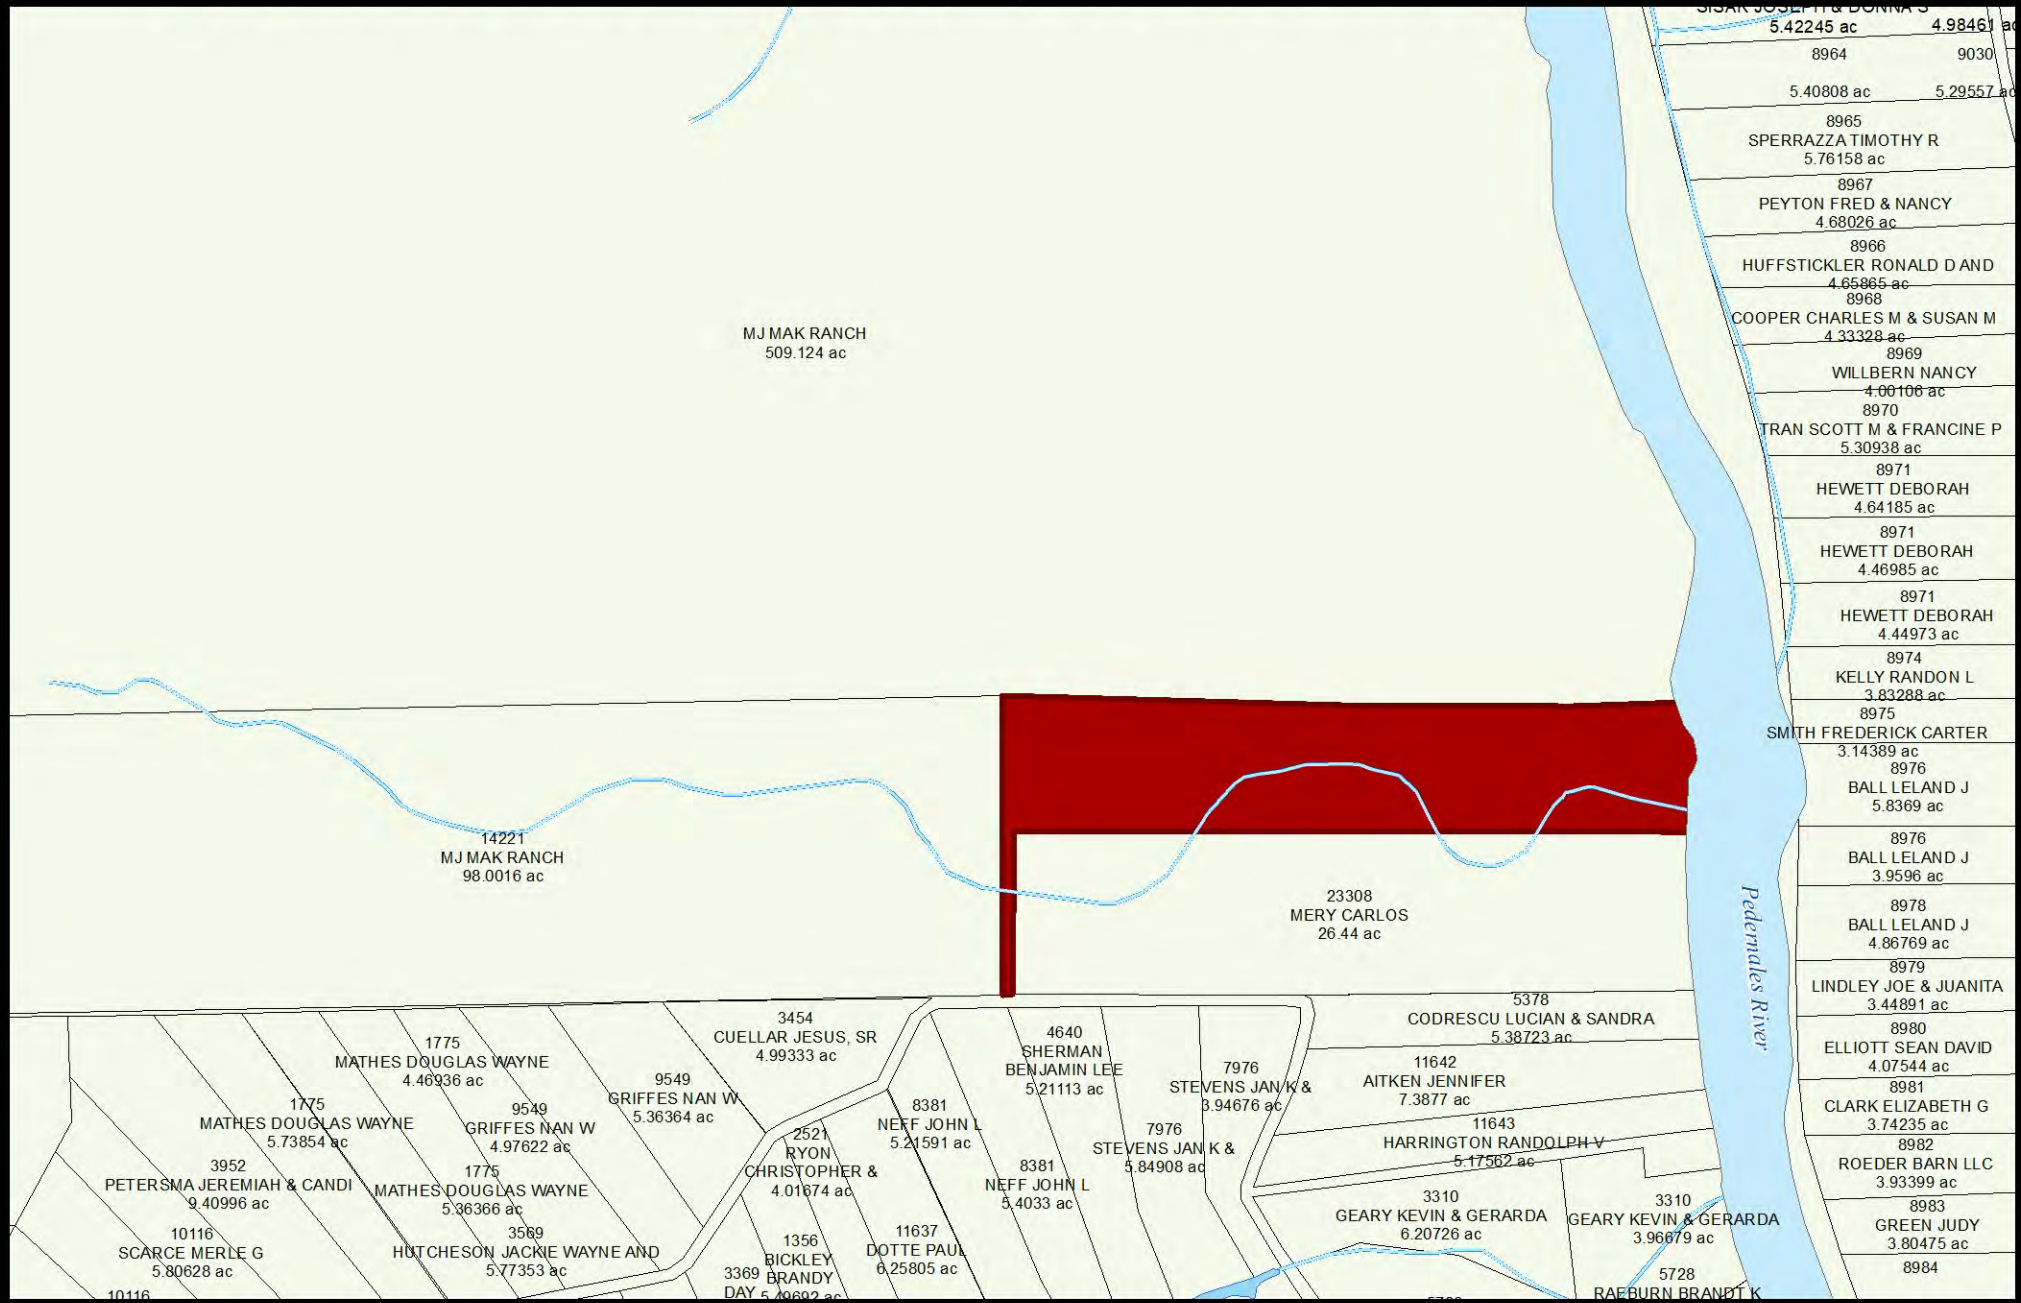 SISAK JOSEPH & DONNA S
5.42245 ac
4.98461 ac
8964
9030
5.40808 ac
5.29557 ac
8965
SPERRAZZA TIMOTHY R
5.76158 ac
8967
PEYTON FRED & NANCY
4.68026 ac
8966
HUFFSTICKLER RONALD D AND
4.65865 ac
8968
COOPER CHARLES M & SUSAN M
4.33328 ac
8969
WILLBERN NANCY
4.00106 ac
8970
TRAN SCOTT M & FRANCINE P
5.30938 ac
8971
HEWETT DEBORAH
4.64185 ac
8971
HEWETT DEBORAH
4.46985 ac
8971
HEWETT DEBORAH
4.44973 ac
8974
KELLY RANDON L
3.83288 ac
8975
SMITH FREDERICK CARTER
3.14389 ac
8976
BALL LELAND J
5.8369 ac
8976
BALL LELAND J
3.9596 ac
8978
BALL LELAND J
4.86769 ac
8979
LINDLEY JOE & JUANITA
3.44891 ac
8980
ELLIOTT SEAN DAVID
4.07544 ac
8981
CLARK ELIZABETH G
3.74235 ac
8982
ROEDER BARN LLC
3.93399 ac
8983
GREEN JUDY
3.80475 ac
8984
MJ MAK RANCH
509.124 ac
14221
MJ MAK RANCH
98.0016 ac
23308
MERY CARLOS
26.44 ac
Pedernales River
5378
CODRESCU LUCIAN & SANDRA
5.38723 ac
11642
AITKEN JENNIFER
7.3877 ac
11643
HARRINGTON RANDOLPH V
5.17562 ac
3310
GEARY KEVIN & GERARDA
6.20726 ac
3310
GEARY KEVIN & GERARDA
3.96679 ac
5728
RAEBURN BRANDT K
3454
CUELLAR JESUS, SR
4.99333 ac
4640
SHERMAN
BENJAMIN LEE
5.21113 ac
7976
STEVENS JAN K &
3.94676 ac
7976
STEVENS JAN K &
5.84908 ac
8381
NEFF JOHN L
5.21591 ac
8381
NEFF JOHN L
5.4033 ac
1775
MATHES DOUGLAS WAYNE
4.46936 ac
9549
GRIFFES NAN W
5.36364 ac
1775
MATHES DOUGLAS WAYNE
5.73854 ac
9549
GRIFFES NAN W
4.97622 ac
2521
RYON
CHRISTOPHER &
4.01674 ac
3952
PETERSMA JEREMIAH & CANDI
9.40996 ac
1775
MATHES DOUGLAS WAYNE
5.36366 ac
10116
SCARCE MERLE G
5.80628 ac
3569
HUTCHESON JACKIE WAYNE AND
5.77353 ac
1356
BICKLEY
BRANDY
DAY
5.49692 ac
3369
11637
DOTTE PAUL
6.25805 ac
10116